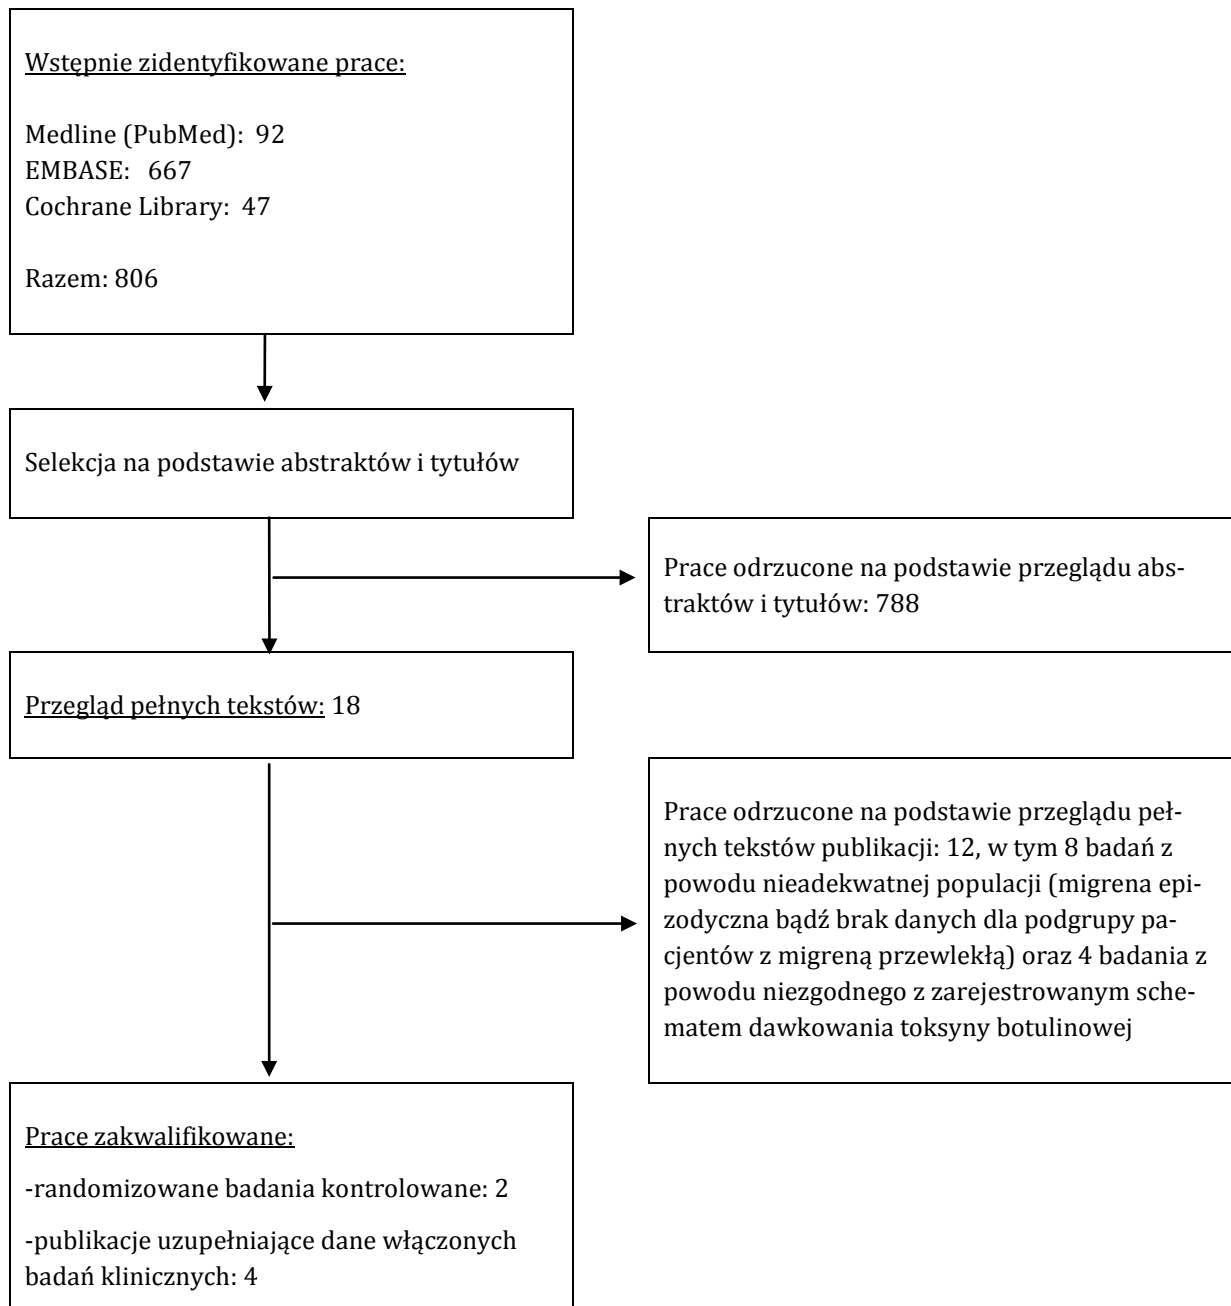 Wstępnie zidentyfikowane prace:
Medline (PubMed): 92
EMBASE: 667
Cochrane Library: 47
Razem: 806
Selekcja na podstawie abstraktów i tytułów
Prace odrzucone na podstawie przeglądu abs-
traktów i tytułów: 788
Przegląd pełnych tekstów: 18
Prace odrzucone na podstawie przeglądu peł-
nych tekstów publikacji: 12, w tym 8 badań z
powodu nieadekwatnej populacji (migrena epi-
zodyczna bądź brak danych dla podgrupy pa-
cjentów z migreną przewlekłą) oraz 4 badania z
powodu niezgodnego z zarejestrowanym sche-
matem dawkowania toksyny botulinowej
Prace zakwalifikowane:
-randomizowane badania kontrolowane: 2
-publikacje uzupełniające dane włączonych
badań klinicznych: 4